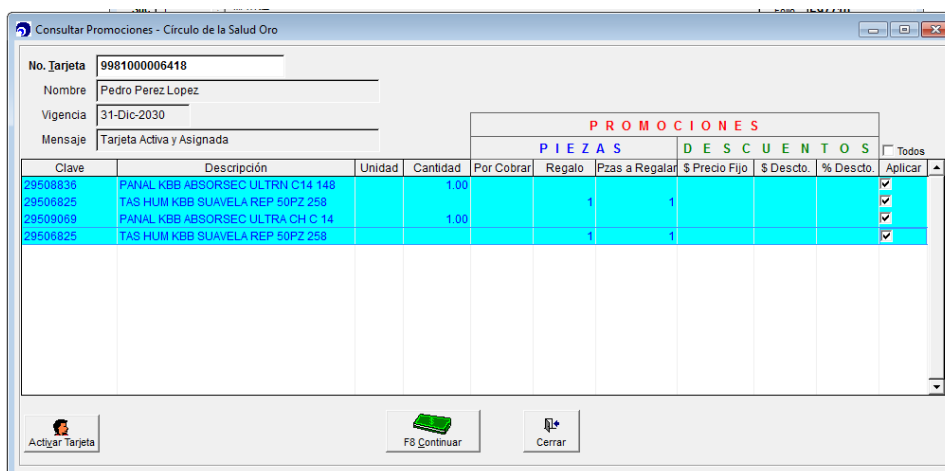 Consultar Promociones - Círculo de la Salud Oro
No. Tarjeta 9981000006418
Nombre Pedro Perez Lopez
Vigencia 31-Dic-2030
Mensaje Tarjeta Activa y Asignada
PROMOCIONES
PIEZAS DESCUENTOS Todos
Clave Descripción Unidad Cantidad Por Cobrar Regalo Pzas a Regalar $ Precio Fijo $ Descto. % Descto. Aplicar
29508836 PANAL KBB ABSORSEC ULTRN C14 148 1.00
29506825 TAS HUM KBB SUAVELA REP 50PZ 258 1 1
29509069 PANAL KBB ABSORSEC ULTRA CH C 14 1.00
29506825 TAS HUM KBB SUAVELA REP 50PZ 258 1 1
Activar Tarjeta F8 Continuar Cerrar